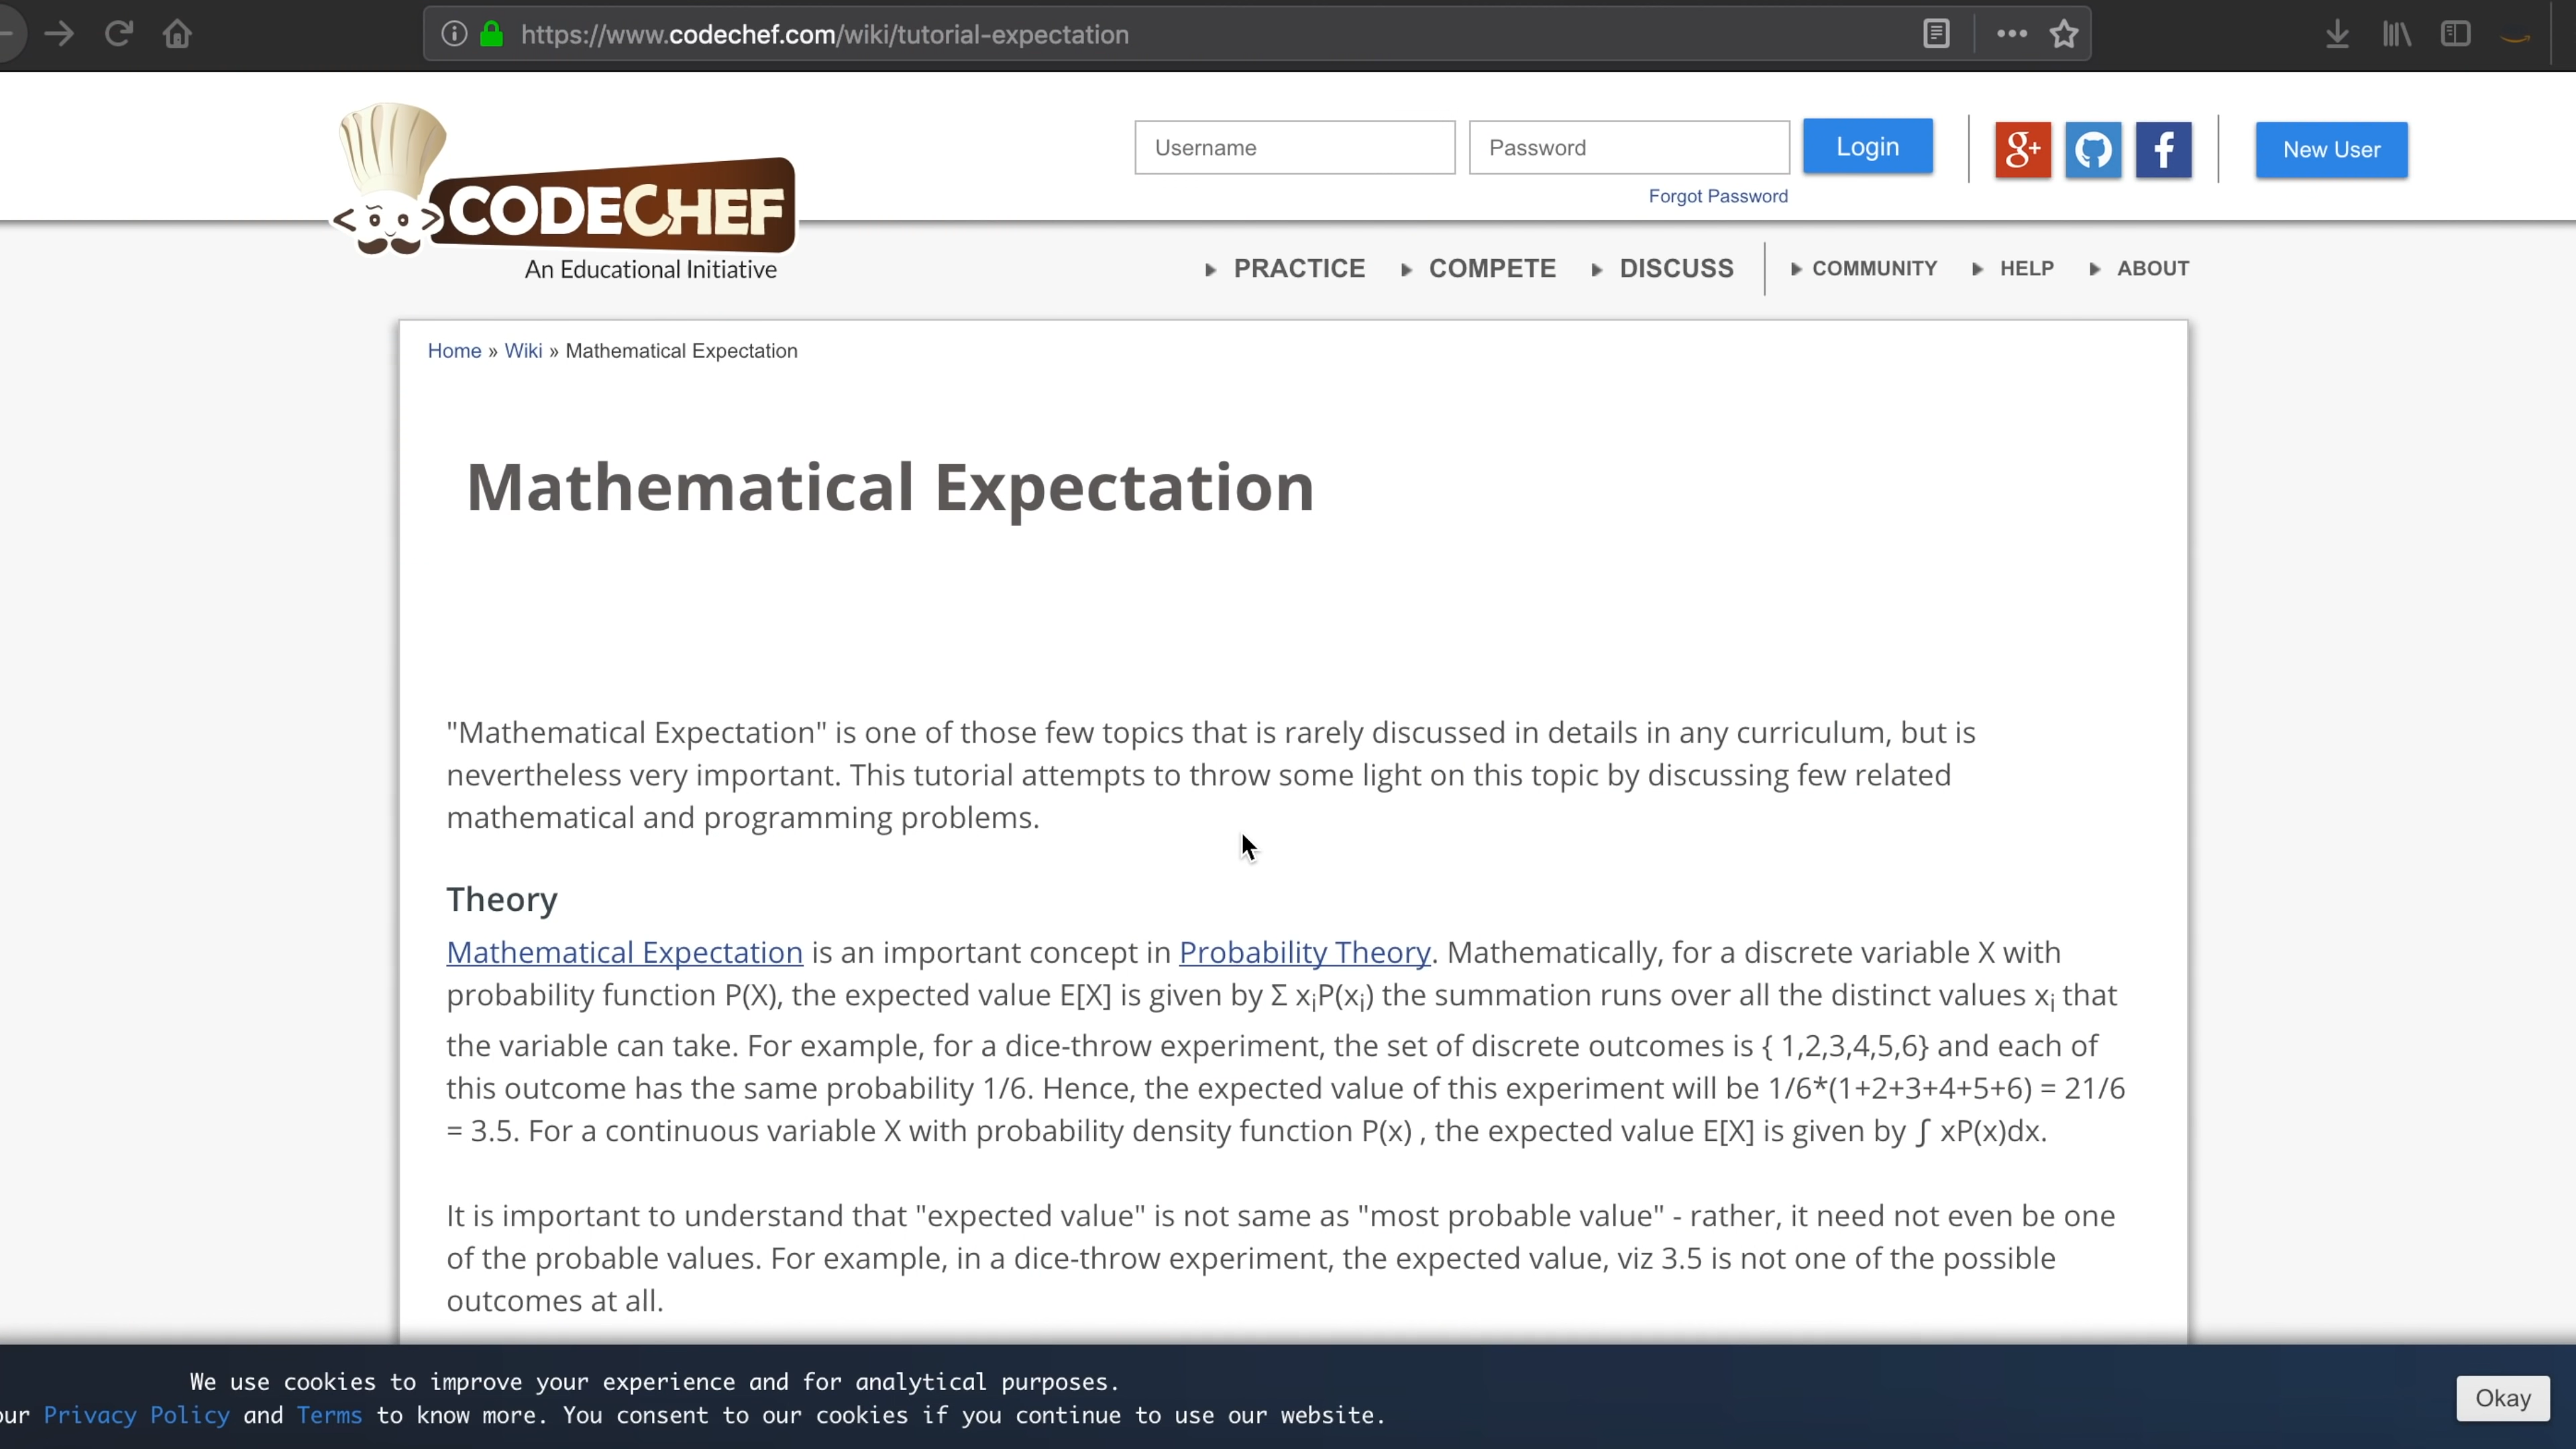 https://www.codechef.com/wiki/tutorial-expectation
CODECHEF
An Educational Initiative
Username
Password
Login
g+
f
New User
Forgot Password
PRACTICE
COMPETE
DISCUSS
COMMUNITY
HELP
ABOUT
Home » Wiki » Mathematical Expectation
Mathematical Expectation
"Mathematical Expectation" is one of those few topics that is rarely discussed in details in any curriculum, but is
nevertheless very important. This tutorial attempts to throw some light on this topic by discussing few related
mathematical and programming problems.
Theory
Mathematical Expectation is an important concept in Probability Theory. Mathematically, for a discrete variable X with
probability function P(X), the expected value E[X] is given by Σ xᵢP(xᵢ) the summation runs over all the distinct values xᵢ that
the variable can take. For example, for a dice-throw experiment, the set of discrete outcomes is { 1,2,3,4,5,6} and each of
this outcome has the same probability 1/6. Hence, the expected value of this experiment will be 1/6*(1+2+3+4+5+6) = 21/6
= 3.5. For a continuous variable X with probability density function P(x) , the expected value E[X] is given by ∫ xP(x)dx.
It is important to understand that "expected value" is not same as "most probable value" - rather, it need not even be one
of the probable values. For example, in a dice-throw experiment, the expected value, viz 3.5 is not one of the possible
outcomes at all.
We use cookies to improve your experience and for analytical purposes.
our Privacy Policy and Terms to know more. You consent to our cookies if you continue to use our website.
Okay